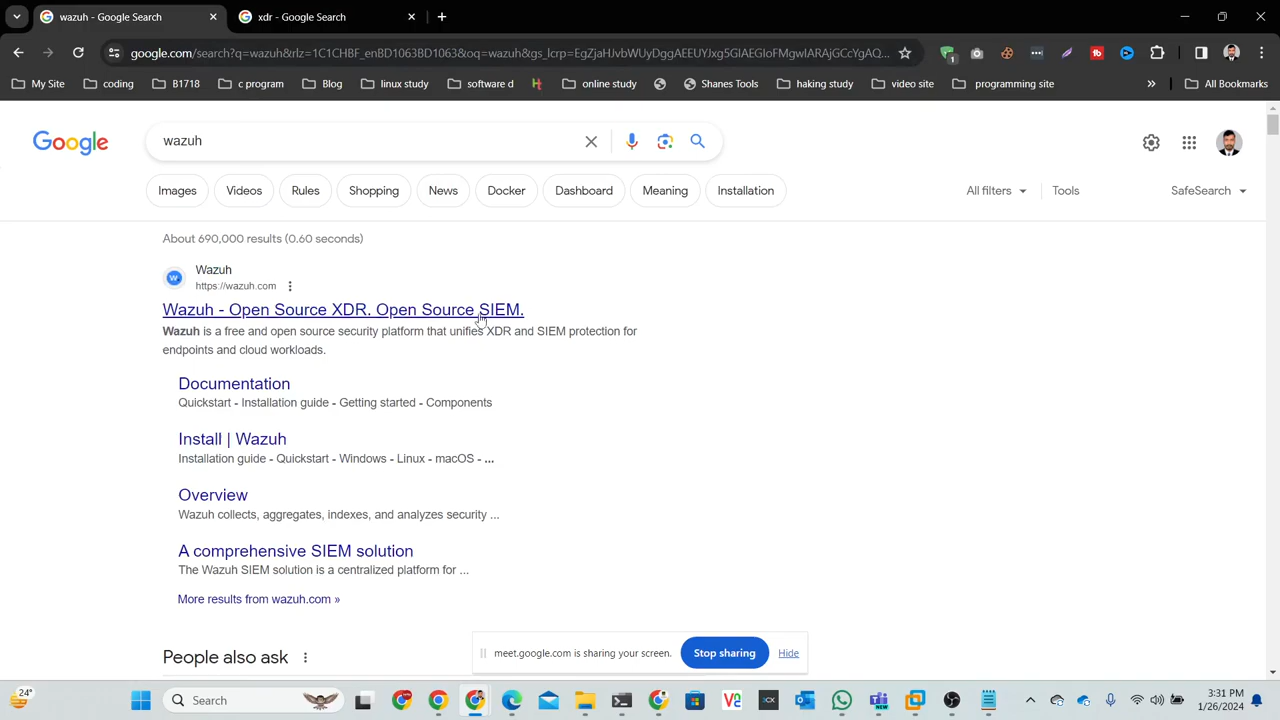 wazuh - Google Search
xdr - Google Search
google.com/search?q=wazuh&rlz=1C1CHBF_enBD1063BD1063&oq=wazuh&gs_lcrp=EgZjaHJvbWUyDggAEEUYJxg5GIAEGIoFMgwIARAjGCcYgAQ...
My Site
coding
B1718
c program
Blog
linux study
News
software d
online study
Shanes Tools
haking study
video site
programming site
»
All Bookmarks
Google
wazuh
Images
Videos
Rules
Shopping
News
Docker
Dashboard
Meaning
Installation
All filters
Tools
SafeSearch
About 690,000 results (0.60 seconds)
Wazuh
https://wazuh.com
Wazuh - Open Source XDR. Open Source SIEM.
Wazuh is a free and open source security platform that unifies XDR and SIEM protection for
endpoints and cloud workloads.
Documentation
Quickstart - Installation guide - Getting started - Components
Install | Wazuh
Installation guide - Quickstart - Windows - Linux - macOS - ...
Overview
Wazuh collects, aggregates, indexes, and analyzes security ...
A comprehensive SIEM solution
The Wazuh SIEM solution is a centralized platform for ...
More results from wazuh.com »
People also ask
meet.google.com is sharing your screen.
Stop sharing
Hide
24°
Search
3:31 PM
1/26/2024